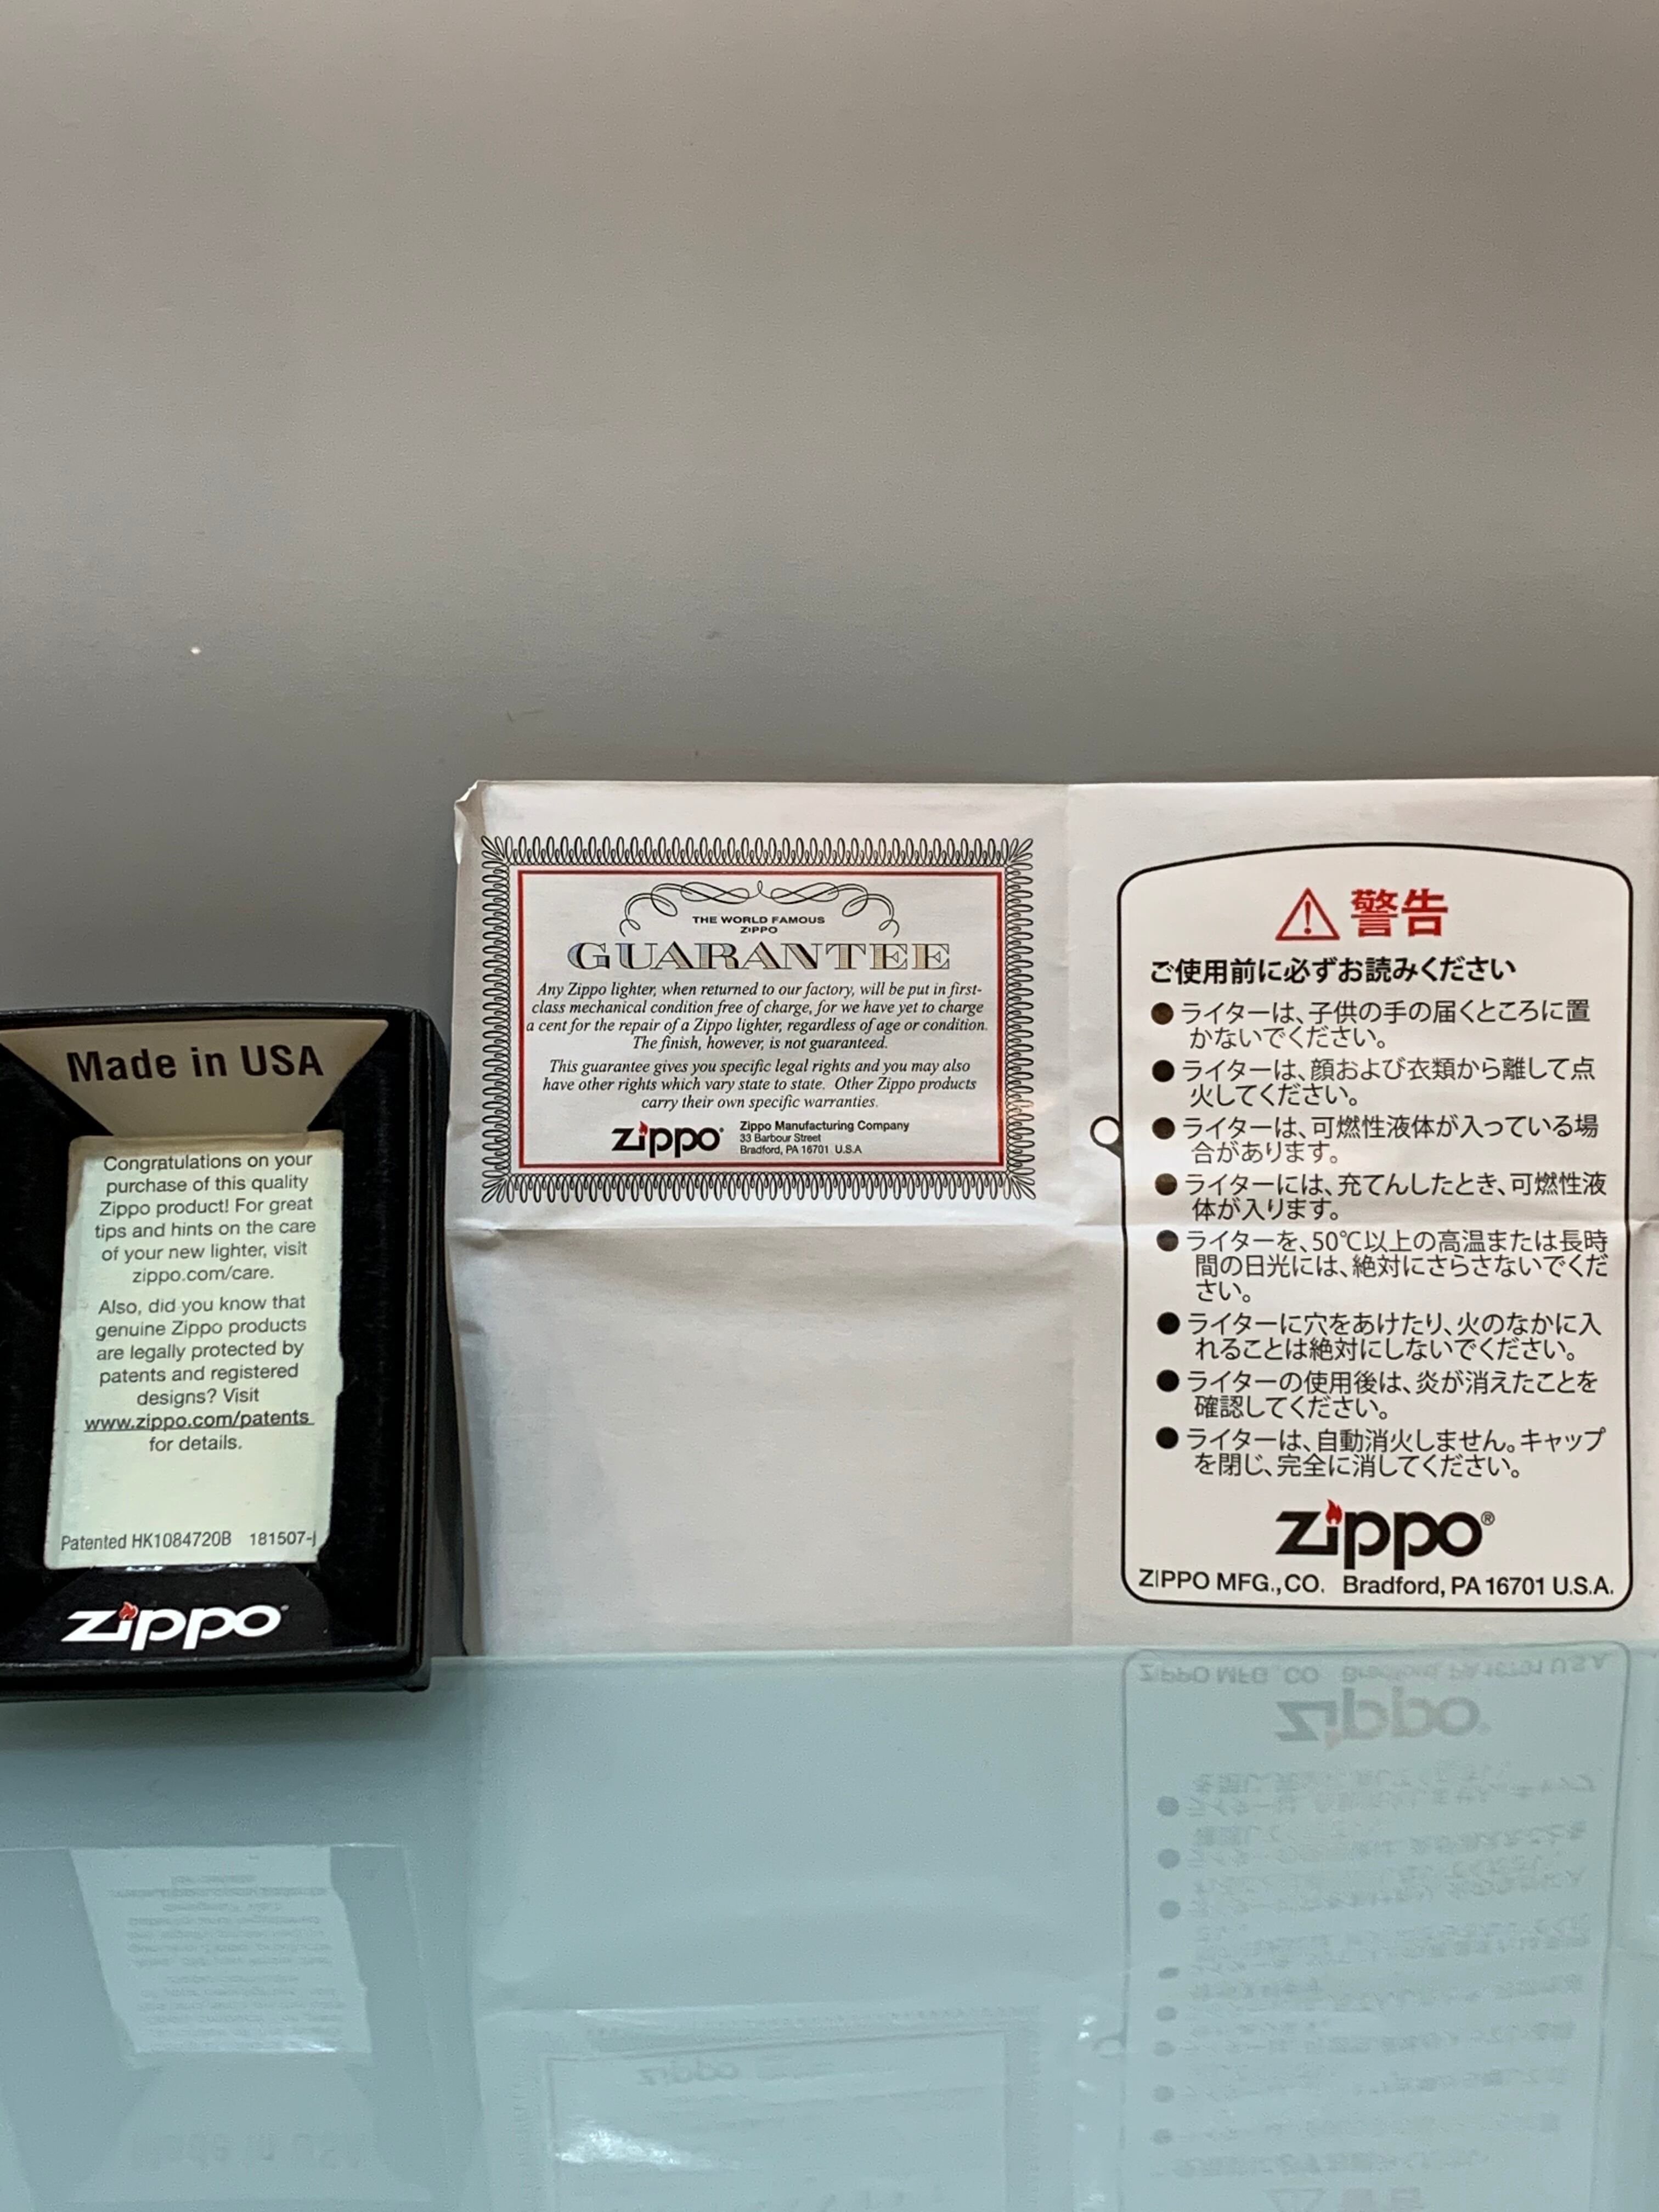 Made in USA
Congratulations on your
purchase of this quality
Zippo product! For great
tips and hints on the care
of your new lighter, visit
zippo.com/care.
Also, did you know that
genuine Zippo products
are legally protected by
patents and registered
designs? Visit
www.zippo.com/patents
for details.
Patented HK1084720B 181507-j
zippo
THE WORLD FAMOUS
ZIPPO
GUARANTEE
Any Zippo lighter, when returned to our factory, will be put in first-
class mechanical condition free of charge, for we have yet to charge
a cent for the repair of a Zippo lighter, regardless of age or condition.
The finish, however, is not guaranteed.
This guarantee gives you specific legal rights and you may also
have other rights which vary state to state. Other Zippo products
carry their own specific warranties.
zippo®
Zippo Manufacturing Company
33 Barbour Street
Bradford, PA 16701 U.S.A
警告
ご使用前に必ずお読みください
●ライターは、子供の手の届くところに置
かないでください。
●ライターは、顔および衣類から離して点
火してください。
●ライターは、可燃性液体が入っている場
合があります。
●ライターには、充てんしたとき、可燃性液
体が入ります。
●ライターを、50℃以上の高温または長時
間の日光には、絶対にさらさないでくだ
さい。
●ライターに穴をあけたり、火のなかに入
れることは絶対にしないでください。
●ライターの使用後は、炎が消えたことを
確認してください。
●ライターは、自動消火しません。キャップ
を閉じ、完全に消してください。
zippo®
ZIPPO MFG.,CO. Bradford, PA 16701 U.S.A.